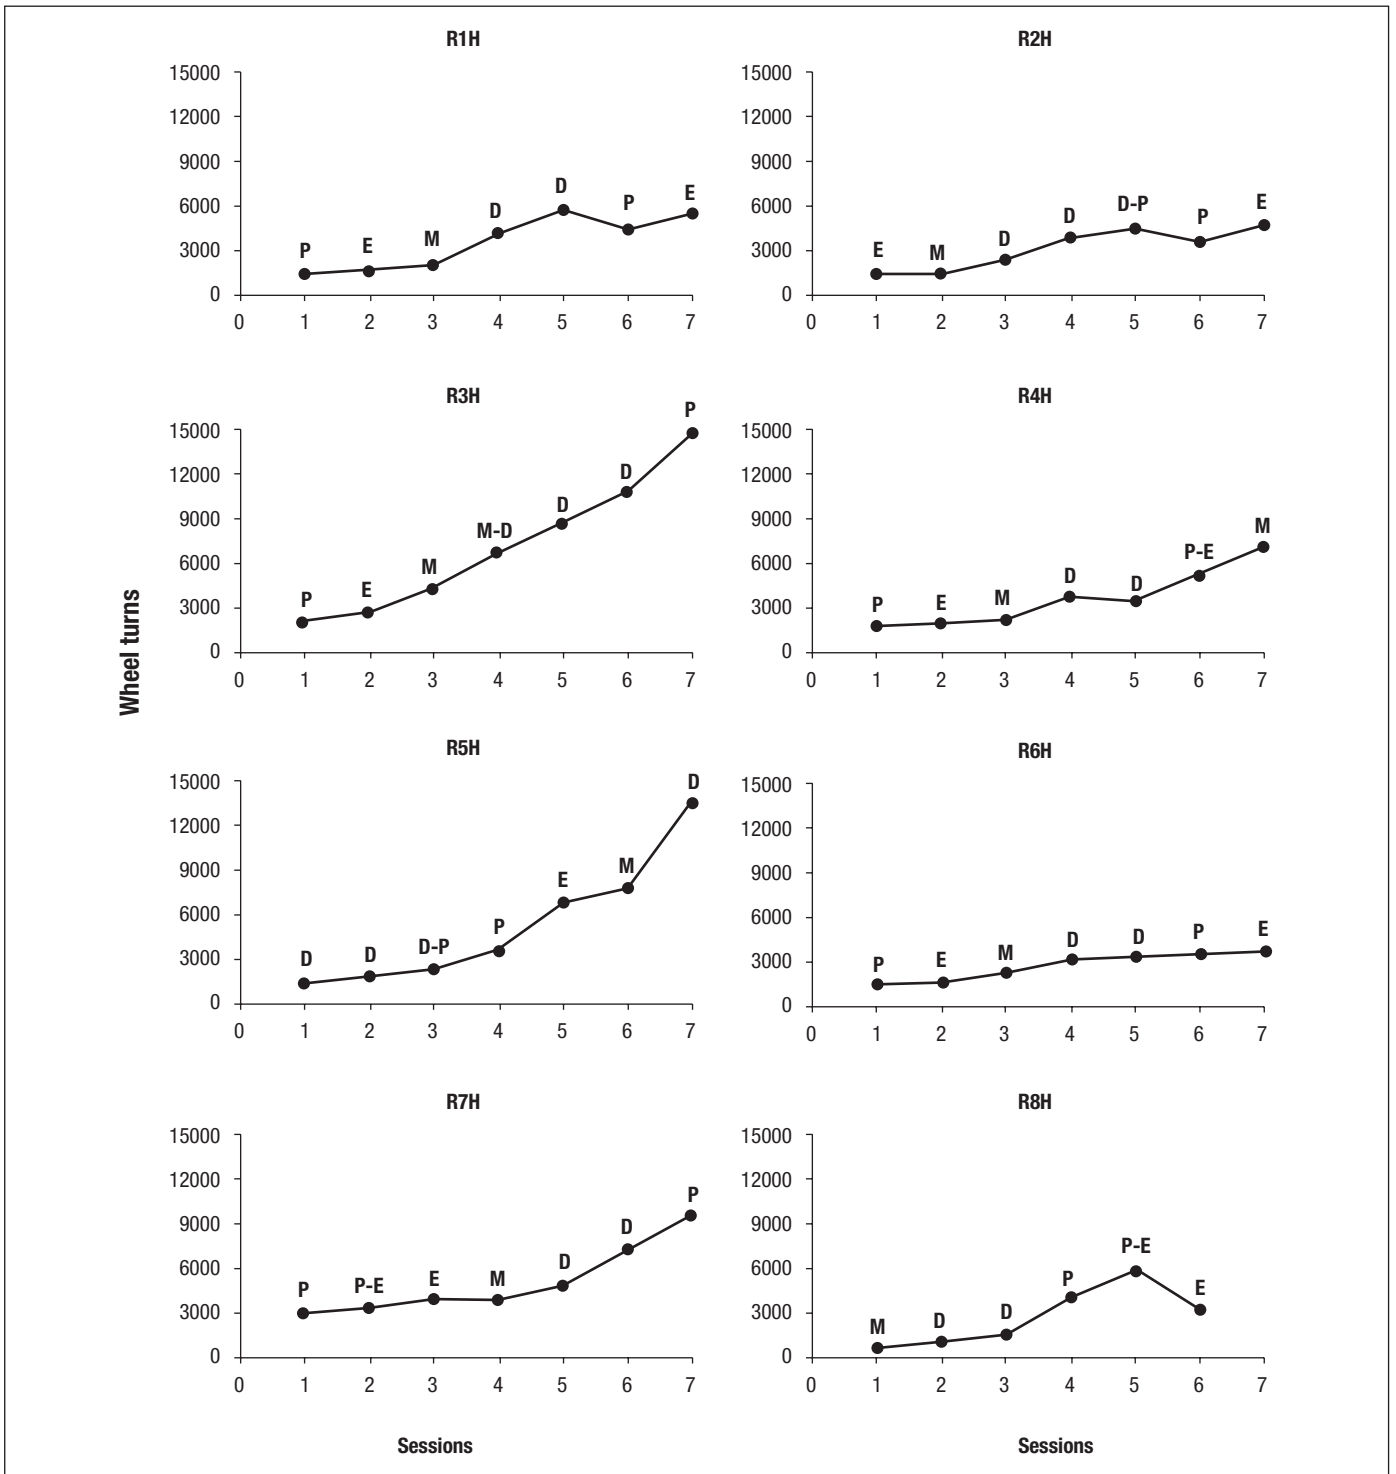 R1H
15000
12000
9000
6000
3000
0
P E M D D P E
0 1 2 3 4 5 6 7
R2H
15000
12000
9000
6000
3000
0
E M D D D-P P E
0 1 2 3 4 5 6 7
R3H
15000
12000
9000
6000
3000
0
P E M M-D D D P
0 1 2 3 4 5 6 7
R4H
15000
12000
9000
6000
3000
0
P E M D D P-E M
0 1 2 3 4 5 6 7
Wheel turns
R5H
15000
12000
9000
6000
3000
0
D D D-P P E M D
0 1 2 3 4 5 6 7
R6H
15000
12000
9000
6000
3000
0
P E M D D P E
0 1 2 3 4 5 6 7
R7H
15000
12000
9000
6000
3000
0
P P-E E M D D P
0 1 2 3 4 5 6 7
Sessions
R8H
15000
12000
9000
6000
3000
0
M D D P P-E E
0 1 2 3 4 5 6 7
Sessions